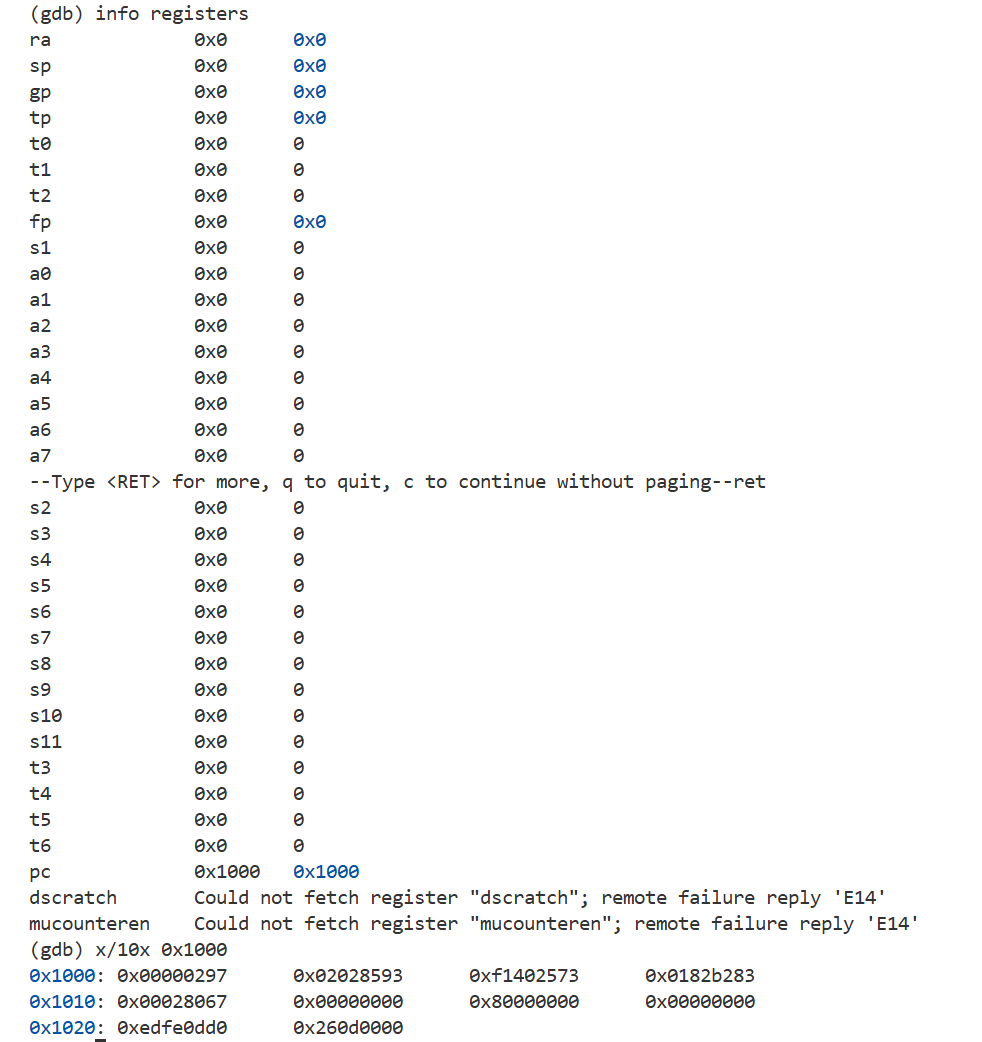 (gdb) info registers
ra 0x0 0x0
sp 0x0 0x0
gp 0x0 0x0
tp 0x0 0x0
t0 0x0 0
t1 0x0 0
t2 0x0 0
fp 0x0 0x0
s1 0x0 0
a0 0x0 0
a1 0x0 0
a2 0x0 0
a3 0x0 0
a4 0x0 0
a5 0x0 0
a6 0x0 0
a7 0x0 0
--Type <RET> for more, q to quit, c to continue without paging--ret
s2 0x0 0
s3 0x0 0
s4 0x0 0
s5 0x0 0
s6 0x0 0
s7 0x0 0
s8 0x0 0
s9 0x0 0
s10 0x0 0
s11 0x0 0
t3 0x0 0
t4 0x0 0
t5 0x0 0
t6 0x0 0
pc 0x1000 0x1000
dscratch Could not fetch register "dscratch"; remote failure reply 'E14'
mucounteren Could not fetch register "mucounteren"; remote failure reply 'E14'
(gdb) x/10x 0x1000
0x1000: 0x00000297 0x02028593 0xf1402573 0x0182b283
0x1010: 0x00028067 0x00000000 0x80000000 0x00000000
0x1020: 0xedfe0dd0 0x260d0000